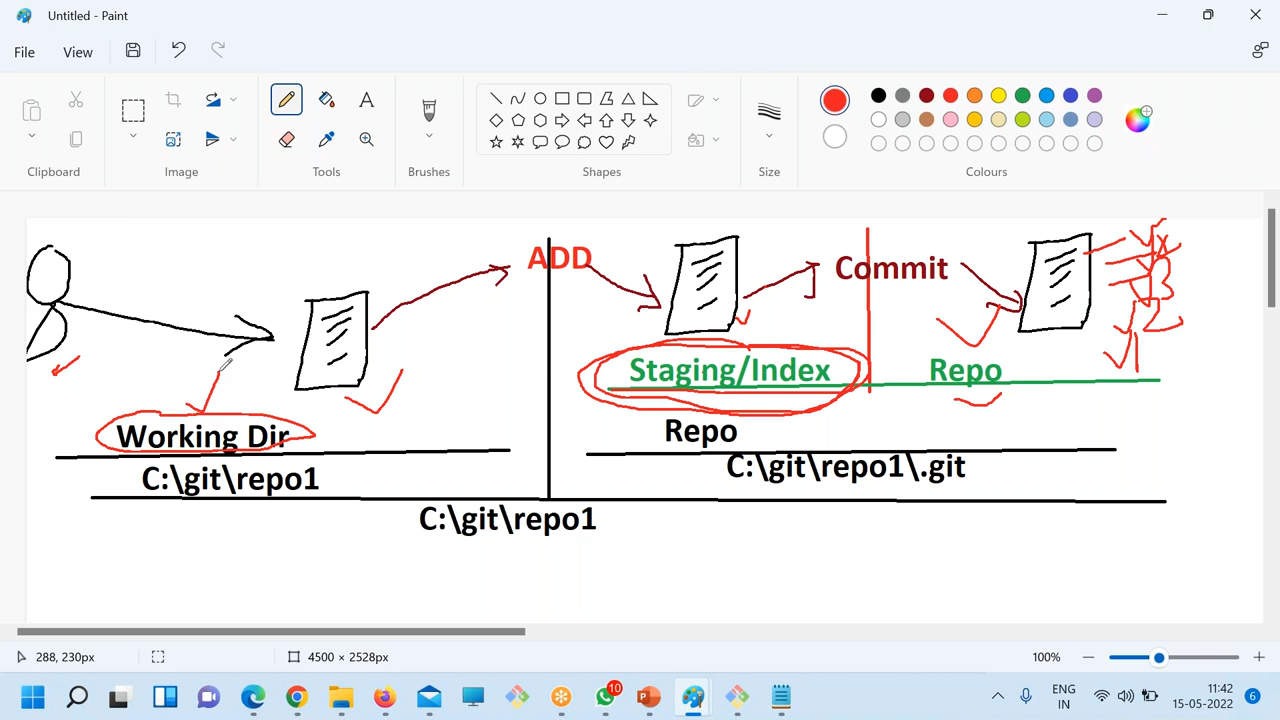 Untitled - Paint
File
View
Clipboard
Image
Tools
Brushes
Shapes
Size
Colours
A
ADD
Commit
Staging/Index
Repo
Working Dir
Repo
C:\git\repo1
C:\git\repo1\.git
C:\git\repo1
288, 230px
4500 × 2528px
100%
10
ENG
IN
11:42
15-05-2022
6